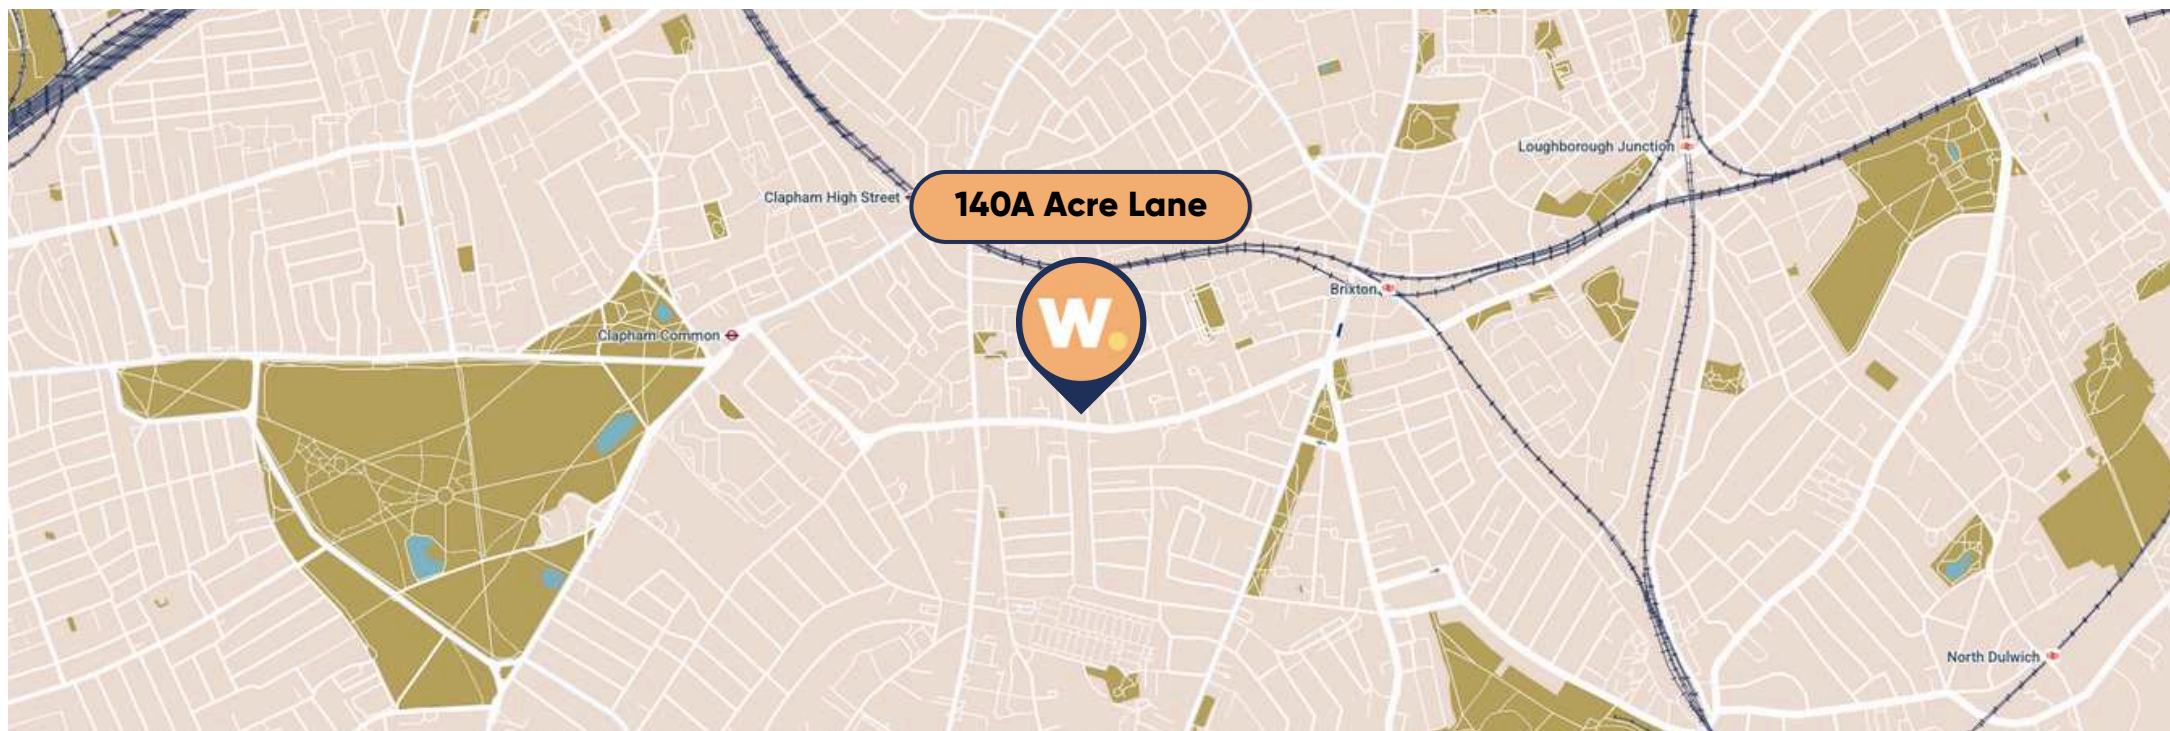 Loughborough Junction
Clapham High Street
140A Acre Lane
Brixton
W.
Clapham Common
North Dulwich